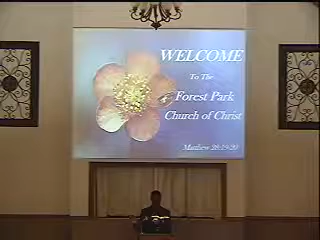 WELCOME
To The
Forest Park
Church of Christ
Matthew 28:19-20